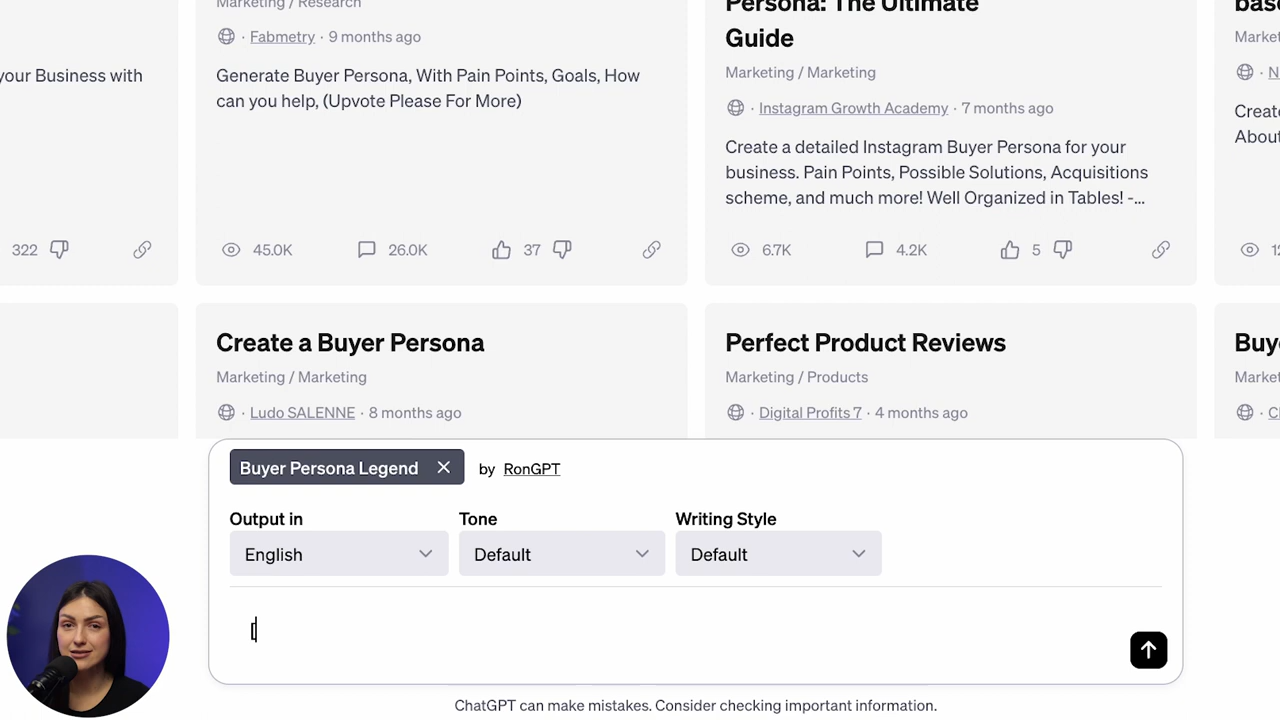 your Business with
322
Marketing / Research
· Fabmetry · 9 months ago
Generate Buyer Persona, With Pain Points, Goals, How
can you help, (Upvote Please For More)
45.0K
26.0K
37
Persona: The Ultimate
Guide
Marketing / Marketing
· Instagram Growth Academy · 7 months ago
Create a detailed Instagram Buyer Persona for your
business. Pain Points, Possible Solutions, Acquisitions
scheme, and much more! Well Organized in Tables! -...
6.7K
4.2K
5
Create a Buyer Persona
Marketing / Marketing
· Ludo SALENNE · 8 months ago
Perfect Product Reviews
Marketing / Products
· Digital Profits 7 · 4 months ago
Buyer Persona Legend
by RonGPT
Output in
Tone
Writing Style
English
Default
Default
ChatGPT can make mistakes. Consider checking important information.